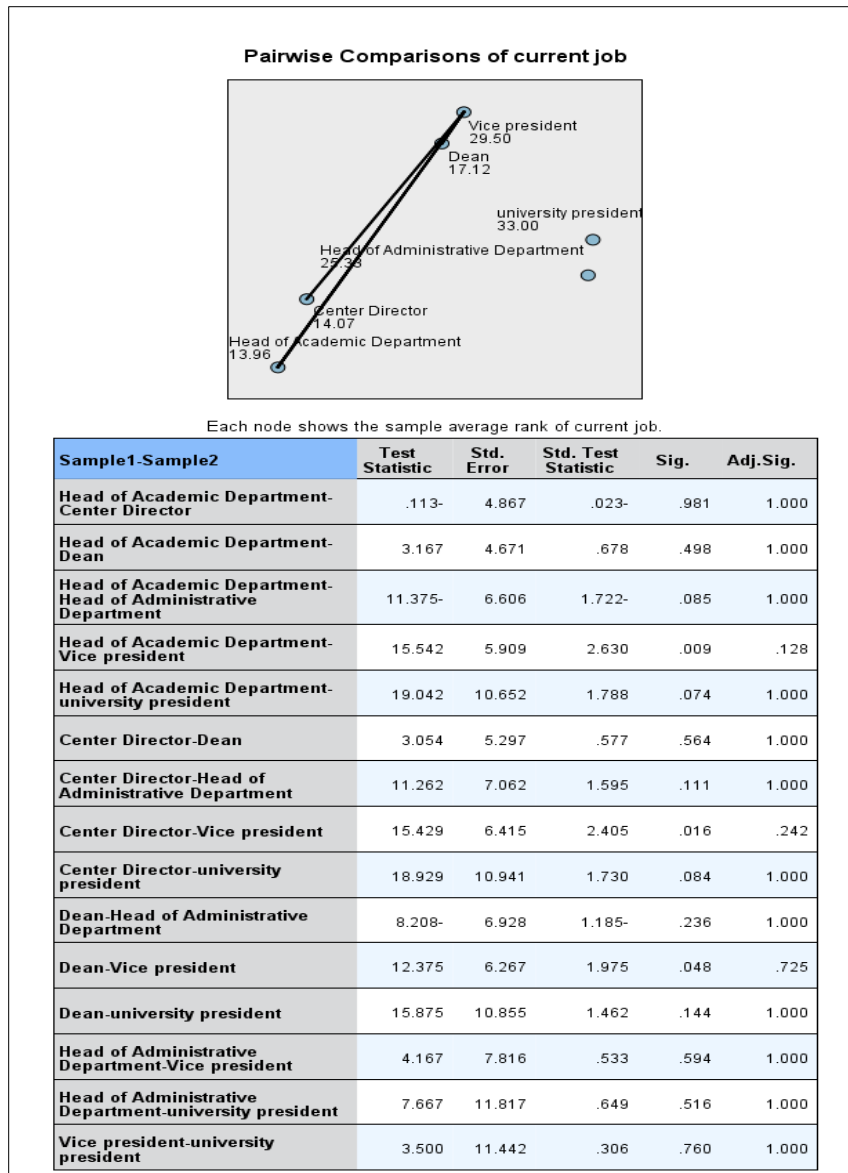 Pairwise Comparisons of current job
Vice president
29.50
Dean
17.12
university president
33.00
Head of Administrative Department
25.33
Center Director
14.07
Head of Academic Department
13.96
Each node shows the sample average rank of current job.
Sample1-Sample2 Test Statistic Std. Error Std. Test Statistic Sig. Adj.Sig.
Head of Academic Department-
Center Director .113- 4.867 .023- .981 1.000
Head of Academic Department-
Dean 3.167 4.671 .678 .498 1.000
Head of Academic Department-
Head of Administrative
Department 11.375- 6.606 1.722- .085 1.000
Head of Academic Department-
Vice president 15.542 5.909 2.630 .009 .128
Head of Academic Department-
university president 19.042 10.652 1.788 .074 1.000
Center Director-Dean 3.054 5.297 .577 .564 1.000
Center Director-Head of
Administrative Department 11.262 7.062 1.595 .111 1.000
Center Director-Vice president 15.429 6.415 2.405 .016 .242
Center Director-university
president 18.929 10.941 1.730 .084 1.000
Dean-Head of Administrative
Department 8.208- 6.928 1.185- .236 1.000
Dean-Vice president 12.375 6.267 1.975 .048 .725
Dean-university president 15.875 10.855 1.462 .144 1.000
Head of Administrative
Department-Vice president 4.167 7.816 .533 .594 1.000
Head of Administrative
Department-university president 7.667 11.817 .649 .516 1.000
Vice president-university
president 3.500 11.442 .306 .760 1.000